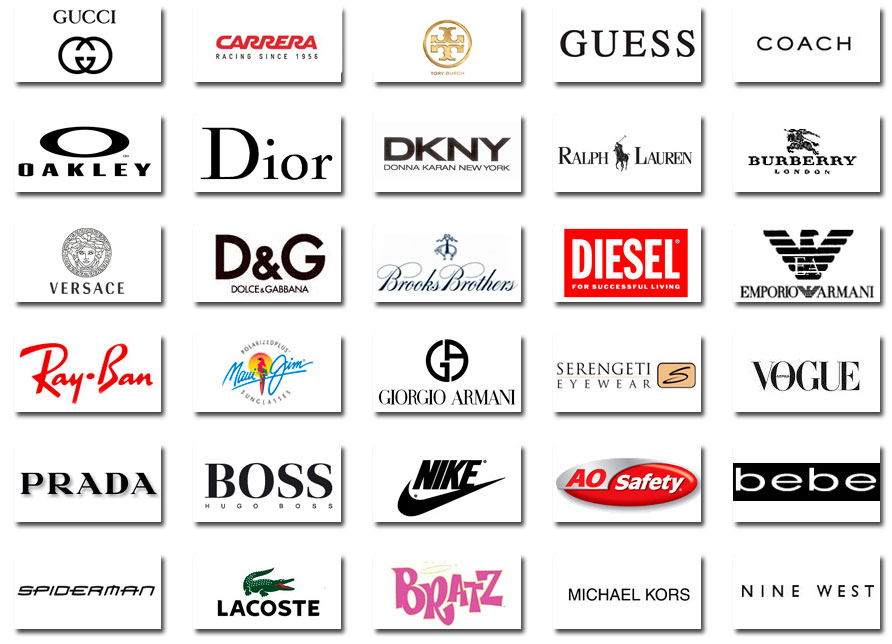 GUCCI
CARRERA
RACING SINCE 1956
TORY BURCH
GUESS
COACH
OAKLEY
Dior
DKNY
DONNA KARAN NEW YORK
RALPH LAUREN
BURBERRY
LONDON
VERSACE
D&G
DOLCE & GABBANA
Brooks Brothers
DIESEL®
FOR SUCCESSFUL LIVING
EMPORIO ARMANI
Ray·Ban
POLARIZEDPLUS®
Maui Jim®
SUNGLASSES
GA
GIORGIO ARMANI
SERENGETI
EYEWEAR
S
VOGUE
PRADA
BOSS
HUGO BOSS
NIKE®
AO Safety®
bebe
SPIDERMAN
LACOSTE
BRATZ
MICHAEL KORS
NINE WEST